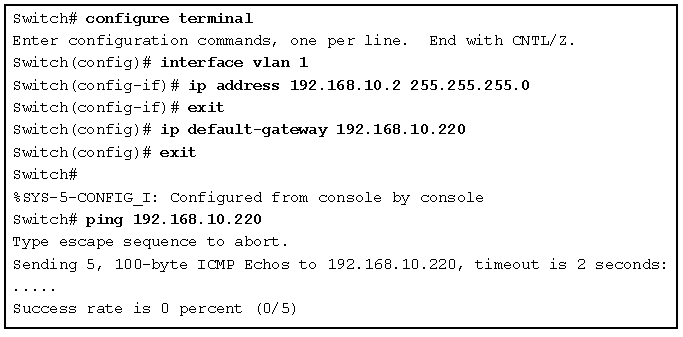 Switch# configure terminal
Enter configuration commands, one per line.  End with CNTL/Z.
Switch(config)# interface vlan 1
Switch(config-if)# ip address 192.168.10.2 255.255.255.0
Switch(config-if)# exit
Switch(config)# ip default-gateway 192.168.10.220
Switch(config)# exit
Switch#
%SYS-5-CONFIG_I: Configured from console by console
Switch# ping 192.168.10.220
Type escape sequence to abort.
Sending 5, 100-byte ICMP Echos to 192.168.10.220, timeout is 2 seconds:
.....
Success rate is 0 percent (0/5)